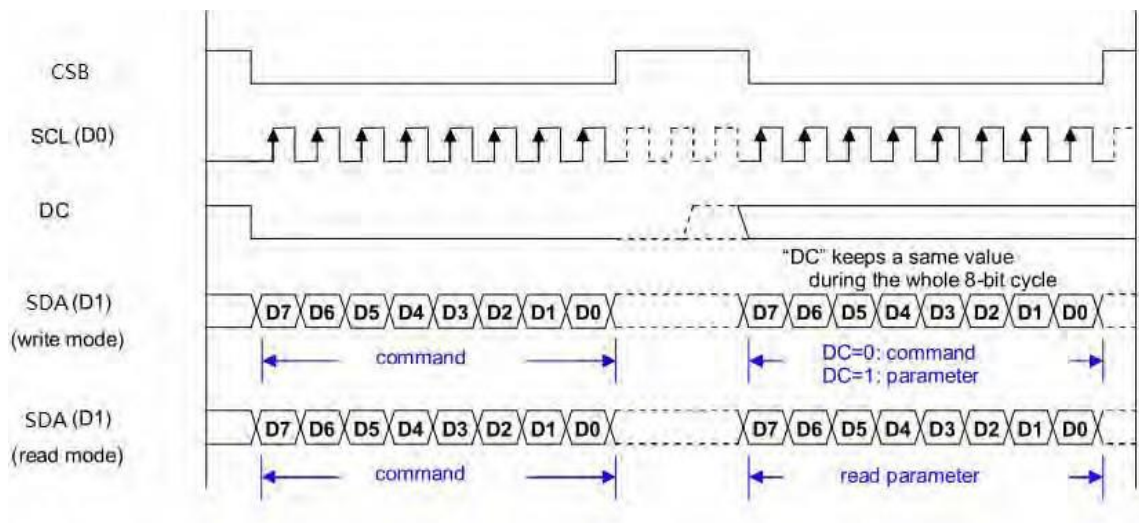 CSB
SCL (D0)
DC
"DC" keeps a same value
during the whole 8-bit cycle
SDA (D1)
(write mode)
D7 D6 D5 D4 D3 D2 D1 D0
D7 D6 D5 D4 D3 D2 D1 D0
command
DC=0: command
DC=1: parameter
SDA (D1)
(read mode)
D7 D6 D5 D4 D3 D2 D1 D0
D7 D6 D5 D4 D3 D2 D1 D0
command
read parameter